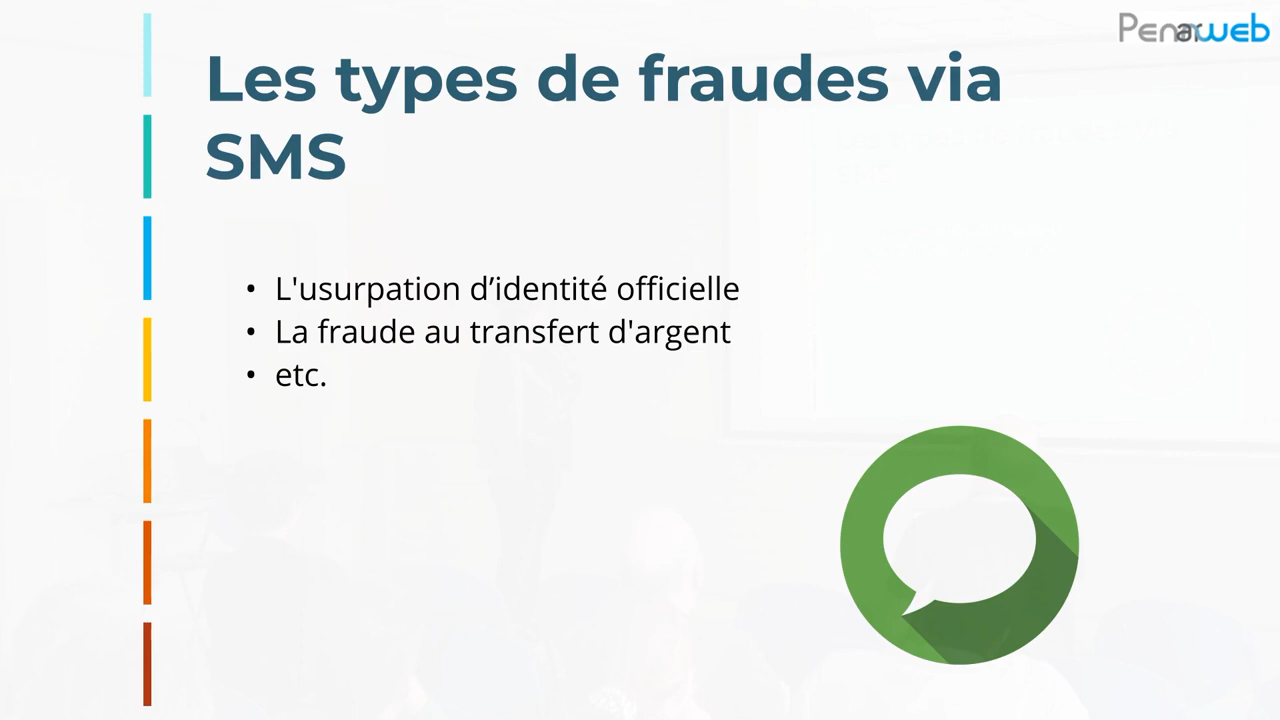 Penarweb
Les types de fraudes via
SMS
• L'usurpation d’identité officielle
• La fraude au transfert d'argent
• etc.